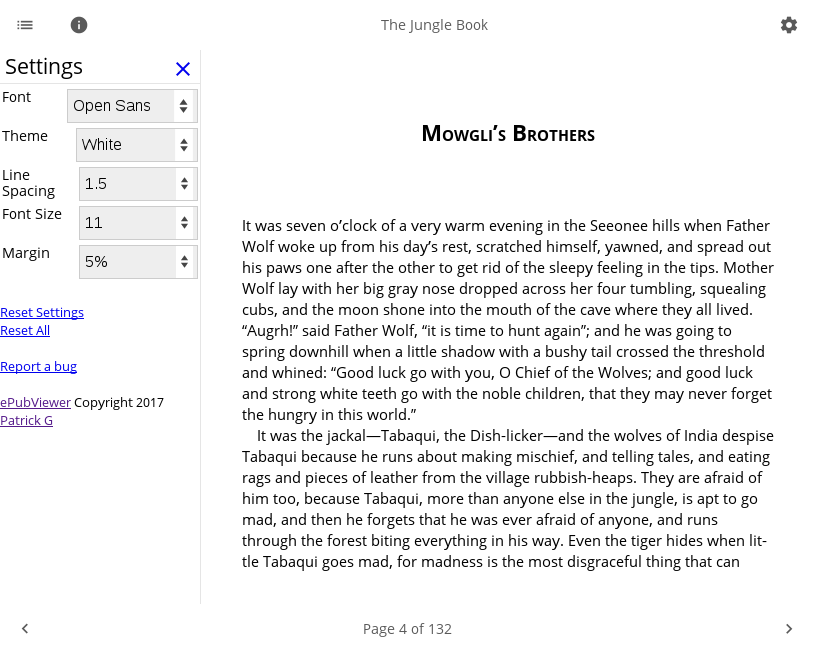 The Jungle Book
Settings
Font
Open Sans
Theme
White
Line
Spacing
1.5
Font Size
11
Margin
5%
Reset Settings
Reset All
Report a bug
ePubViewer Copyright 2017
Patrick G
Mowgli’s Brothers
It was seven o’clock of a very warm evening in the Seeonee hills when Father
Wolf woke up from his day’s rest, scratched himself, yawned, and spread out
his paws one after the other to get rid of the sleepy feeling in the tips. Mother
Wolf lay with her big gray nose dropped across her four tumbling, squealing
cubs, and the moon shone into the mouth of the cave where they all lived.
“Augrh!” said Father Wolf, “it is time to hunt again”; and he was going to
spring downhill when a little shadow with a bushy tail crossed the threshold
and whined: “Good luck go with you, O Chief of the Wolves; and good luck
and strong white teeth go with the noble children, that they may never forget
the hungry in this world.”
It was the jackal—Tabaqui, the Dish-licker—and the wolves of India despise
Tabaqui because he runs about making mischief, and telling tales, and eating
rags and pieces of leather from the village rubbish-heaps. They are afraid of
him too, because Tabaqui, more than anyone else in the jungle, is apt to go
mad, and then he forgets that he was ever afraid of anyone, and runs
through the forest biting everything in his way. Even the tiger hides when lit-
tle Tabaqui goes mad, for madness is the most disgraceful thing that can
Page 4 of 132